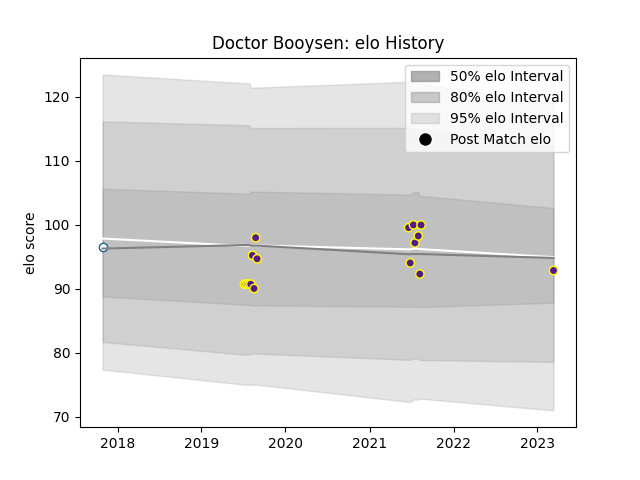 Doctor Booysen: elo History
50% elo Interval
80% elo Interval
95% elo Interval
Post Match elo
elo score
120
110
100
90
80
70
2018 2019 2020 2021 2022 2023